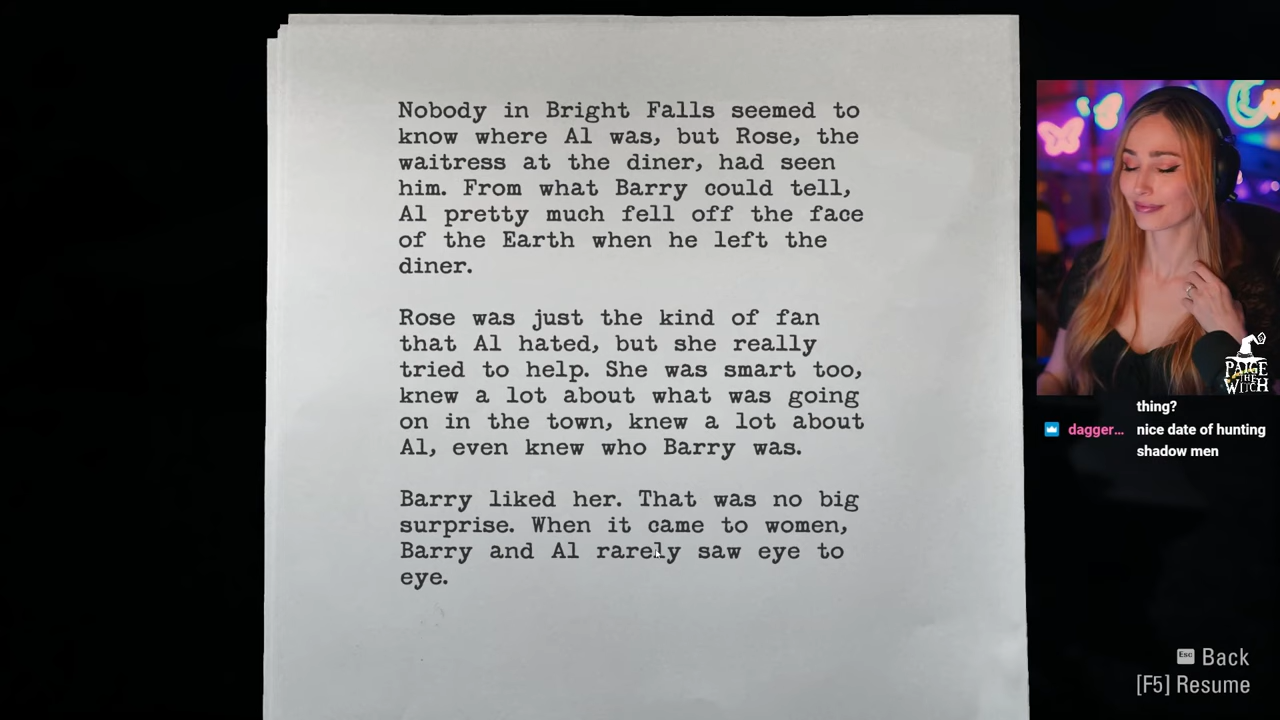 Nobody in Bright Falls seemed to
know where Al was, but Rose, the
waitress at the diner, had seen
him. From what Barry could tell,
Al pretty much fell off the face
of the Earth when he left the
diner.
Rose was just the kind of fan
that Al hated, but she really
tried to help. She was smart too,
knew a lot about what was going
on in the town, knew a lot about
Al, even knew who Barry was.
Barry liked her. That was no big
surprise. When it came to women,
Barry and Al rarely saw eye to
eye.
PAIGE
THE
WITCH
thing?
dagger... nice date of hunting
shadow men
Esc Back
[F5] Resume